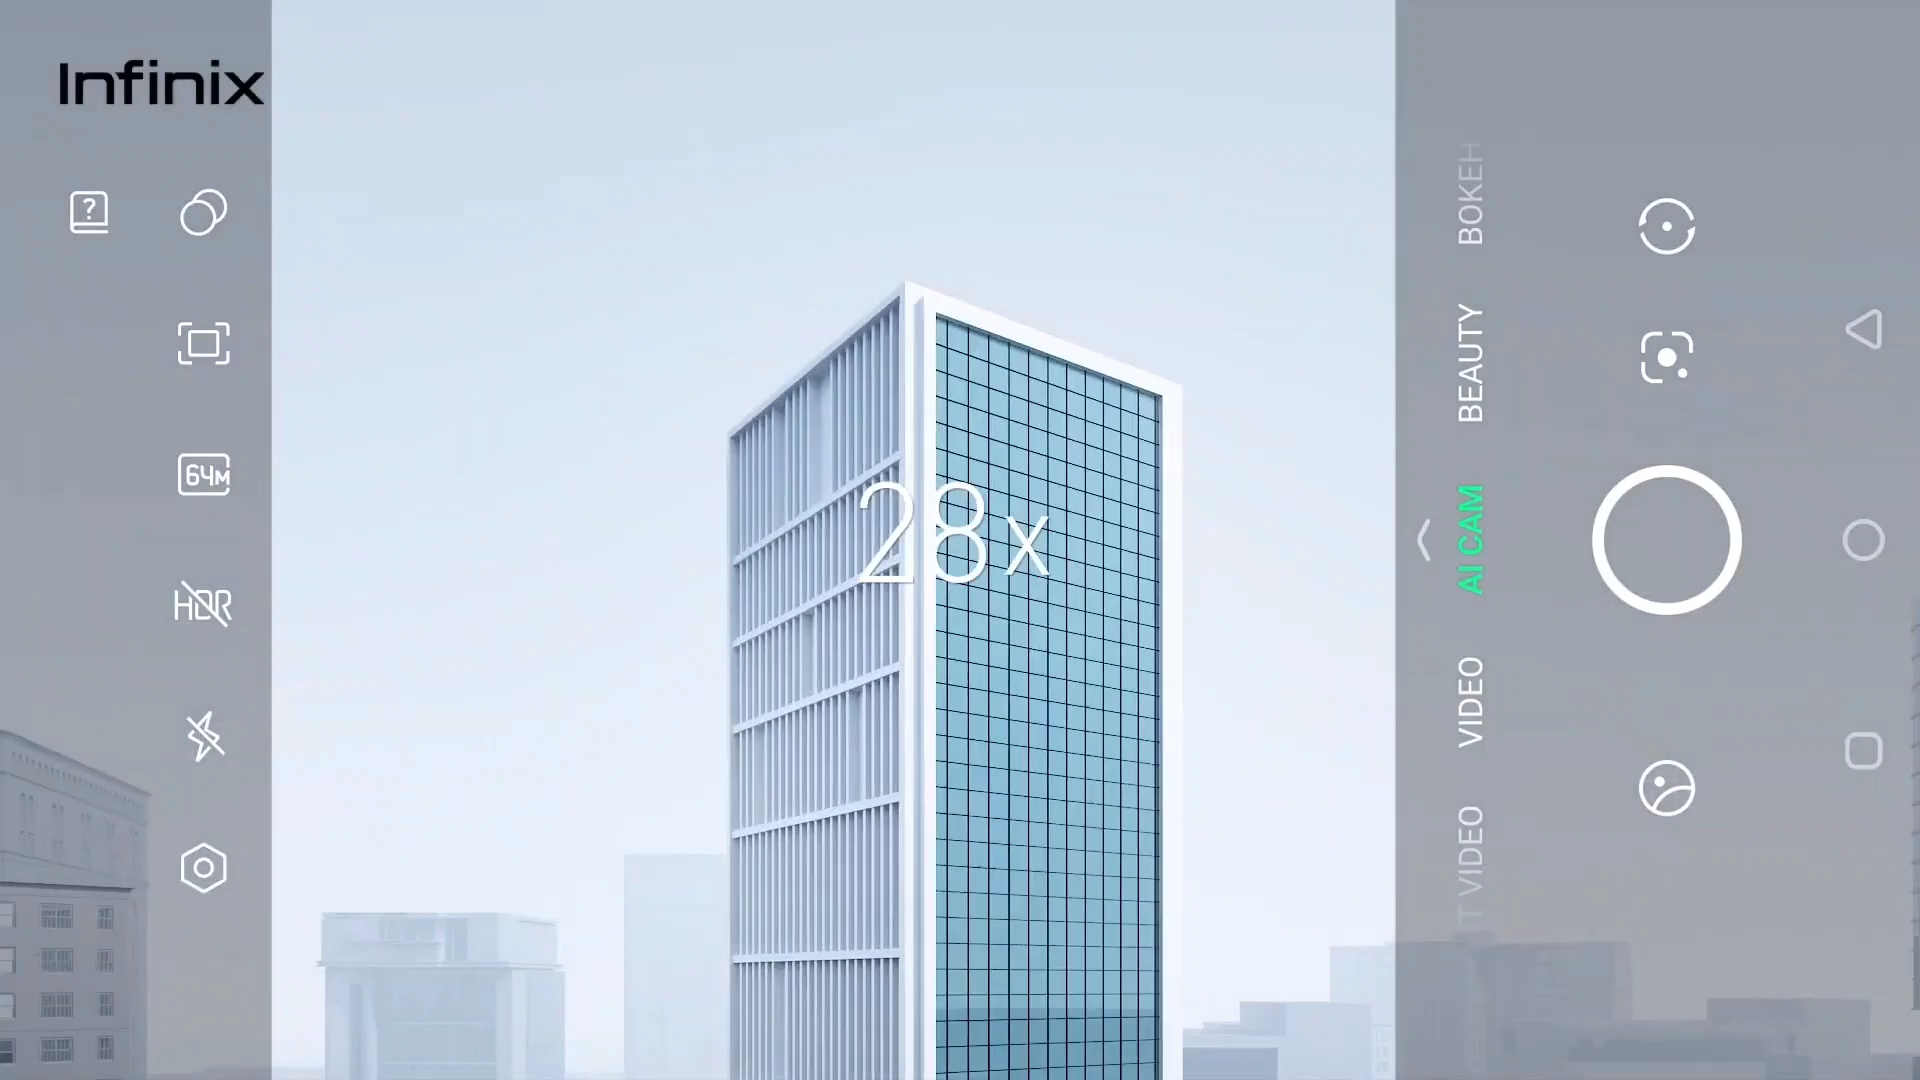 Infinix
?
64M
HDR
28x
BOKEH
BEAUTY
AI CAM
VIDEO
T VIDEO